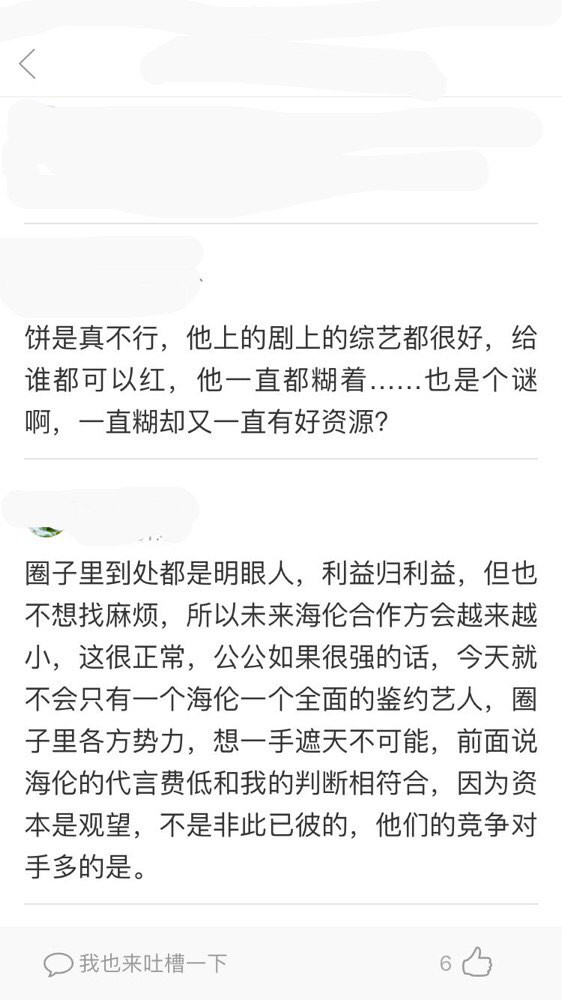 饼是真不行，他上的剧上的综艺都很好，给
谁都可以红，他一直都糊着……也是个谜
啊，一直糊却又一直有好资源？
圈子里到处都是明眼人，利益归利益，但也
不想找麻烦，所以未来海伦合作方会越来越
小，这很正常，公公如果很强的话，今天就
不会只有一个海伦一个全面的鉴约艺人，圈
子里各方势力，想一手遮天不可能，前面说
海伦的代言费低和我的判断相符合，因为资
本是观望，不是非此已彼的，他们的竞争对
手多的是。
我也来吐槽一下
6